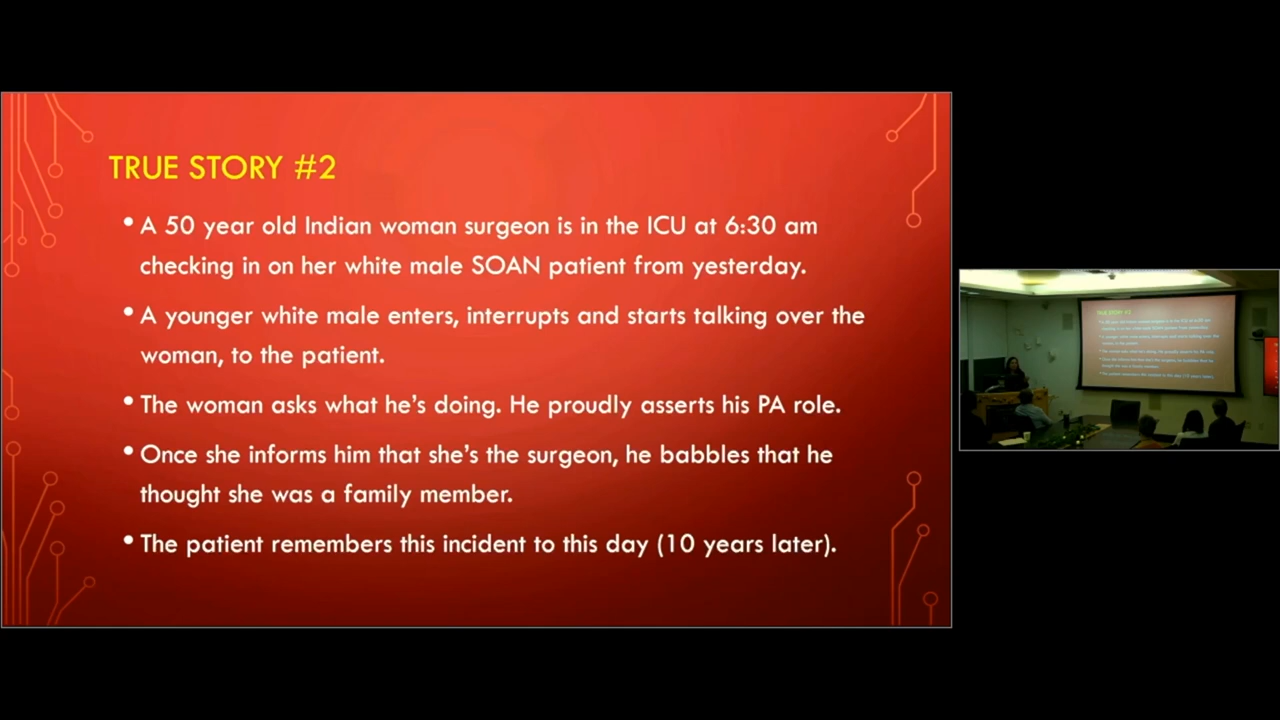 TRUE STORY #2
• A 50 year old Indian woman surgeon is in the ICU at 6:30 am
checking in on her white male SOAN patient from yesterday.
• A younger white male enters, interrupts and starts talking over the
woman, to the patient.
• The woman asks what he's doing. He proudly asserts his PA role.
• Once she informs him that she's the surgeon, he babbles that he
thought she was a family member.
• The patient remembers this incident to this day (10 years later).